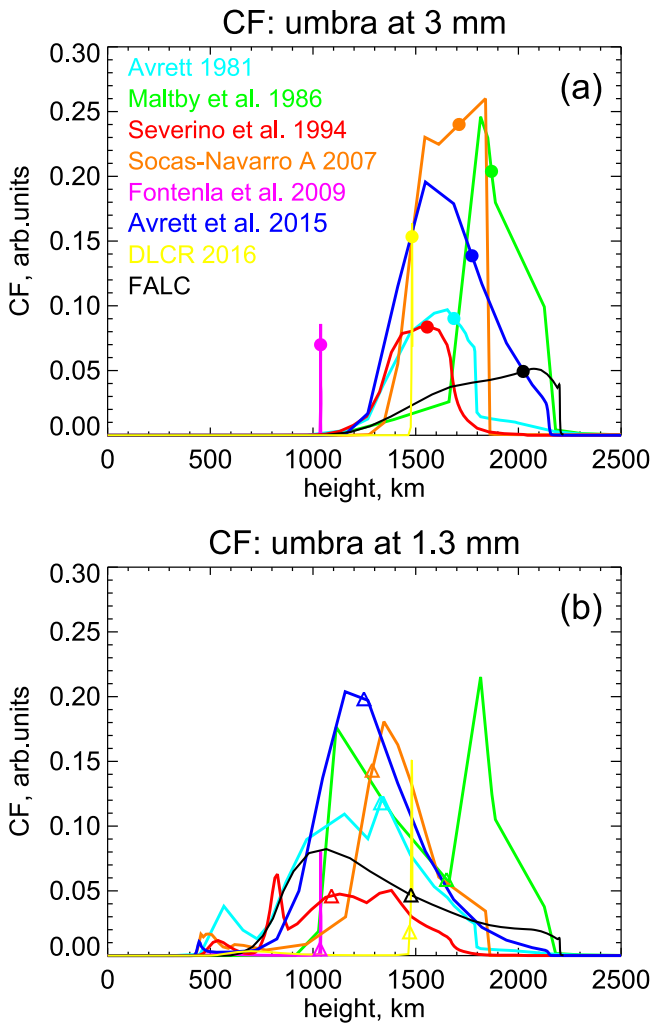 CF: umbra at 3 mm
0.30
0.25
0.20
0.15
0.10
0.05
0.00
CF, arb.units
Avrett 1981
Maltby et al. 1986
Severino et al. 1994
Socas-Navarro A 2007
Fontenla et al. 2009
Avrett et al. 2015
DLCR 2016
FALC
(a)
0 500 1000 1500 2000 2500
height, km
CF: umbra at 1.3 mm
0.30
0.25
0.20
0.15
0.10
0.05
0.00
CF, arb.units
(b)
0 500 1000 1500 2000 2500
height, km